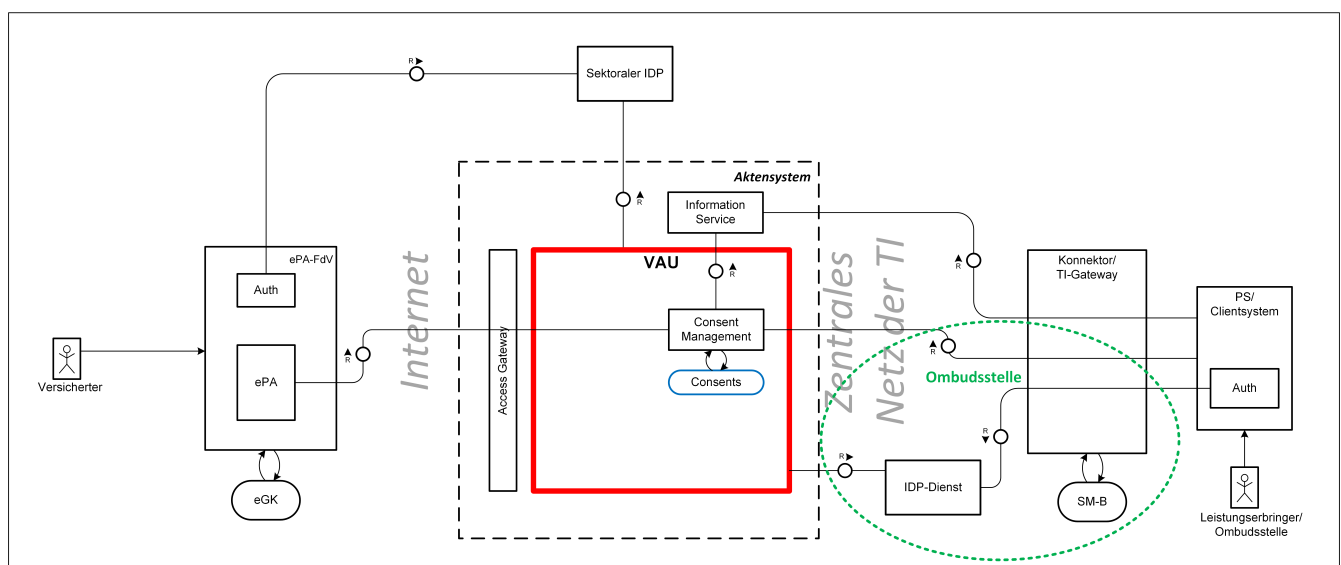 R
Sektoraler IDP
Aktensystem
R
Information
Service
ePA-FdV
Auth
Internet
VAU
R
Zentrales
Netz der TI
R
Konnektor/
TI-Gateway
PS/
Clientsystem
Access Gateway
Consent
Management
R
R
Versicherter
ePA
Consents
Ombudsstelle
Auth
R
R
eGK
IDP-Dienst
SM-B
Leistungserbringer/
Ombudsstelle